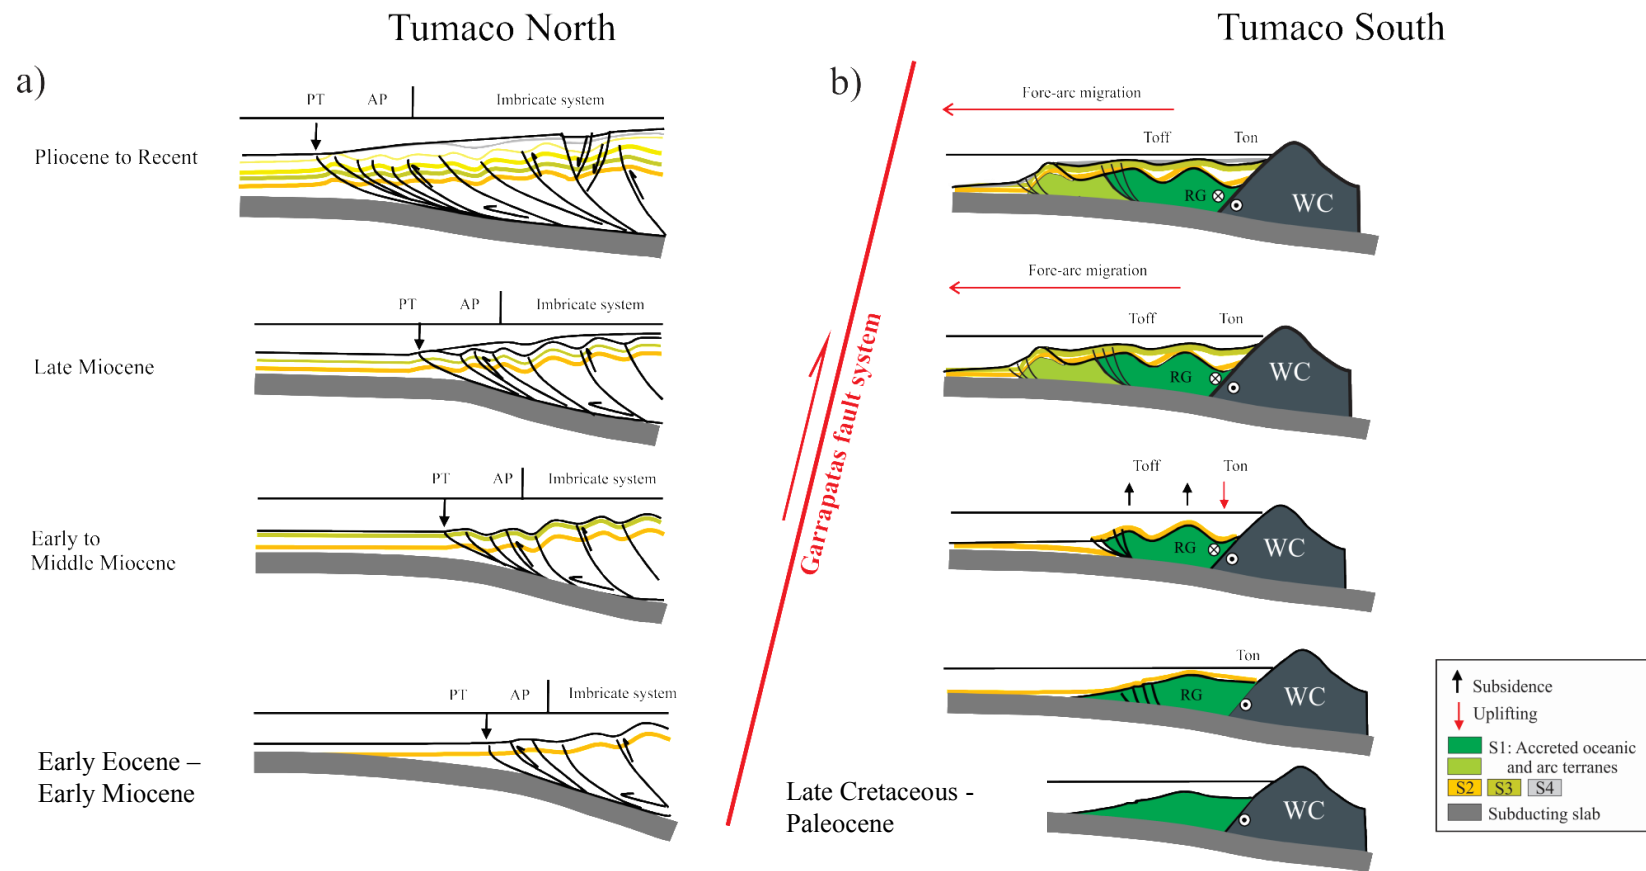 Tumaco North
Tumaco South
a)
PT AP Imbricate system
Pliocene to Recent
PT AP Imbricate system
Late Miocene
PT AP Imbricate system
Early to
Middle Miocene
PT AP Imbricate system
Early Eocene –
Early Miocene
Garrapatas fault system
b)
Fore-arc migration
Toff Ton
RG WC
Fore-arc migration
Toff Ton
RG WC
Toff Ton
RG WC
Ton
RG WC
Late Cretaceous -
Paleocene
WC
Subsidence
Uplifting
S1: Accreted oceanic
and arc terranes
S2 S3 S4
Subducting slab